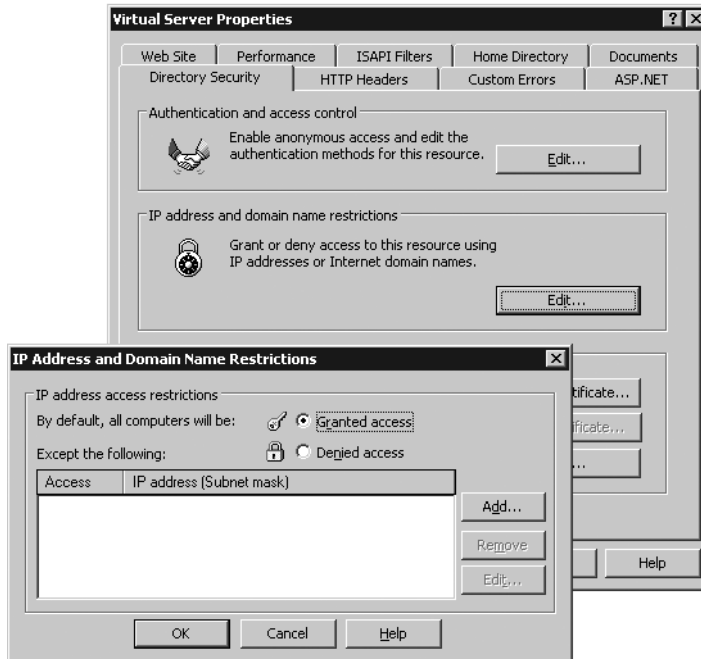 Virtual Server Properties
Web Site Performance ISAPI Filters Home Directory Documents
Directory Security HTTP Headers Custom Errors ASP.NET
Authentication and access control
Enable anonymous access and edit the
authentication methods for this resource.
Edit...
IP address and domain name restrictions
Grant or deny access to this resource using
IP addresses or Internet domain names.
Edit...
IP Address and Domain Name Restrictions
IP address access restrictions
By default, all computers will be: Granted access
Except the following: Denied access
Access IP address (Subnet mask)
Add...
Remove
Edit...
OK Cancel Help
tificate...
ificate...
...
Help